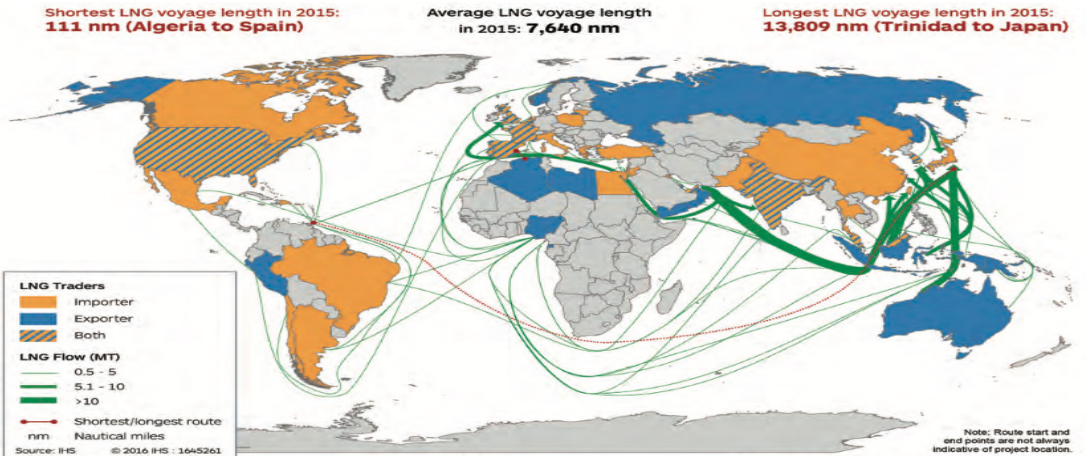 Shortest LNG voyage length in 2015:
111 nm (Algeria to Spain)
Average LNG voyage length
in 2015: 7,640 nm
Longest LNG voyage length in 2015:
13,809 nm (Trinidad to Japan)
LNG Traders
Importer
Exporter
Both
LNG Flow (MT)
0.5 - 5
5.1 - 10
>10
Shortest/longest route
nm Nautical miles
Source: IHS © 2016 IHS : 1645261
Note: Route start and
end points are not always
indicative of project location.